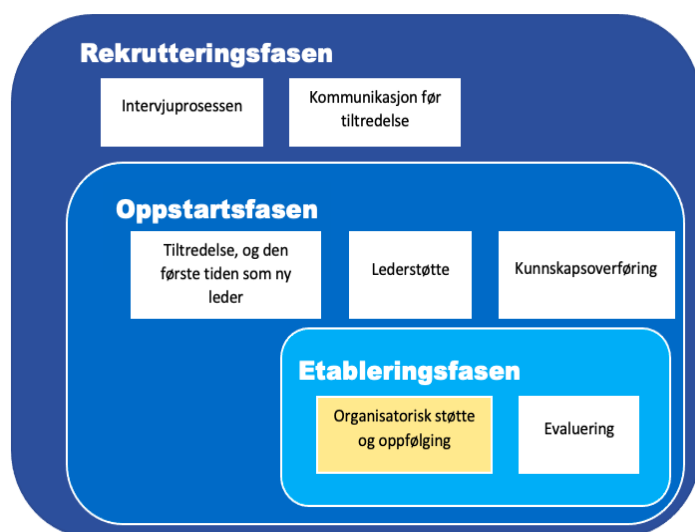 Rekrutteringsfasen
Intervjuprosessen
Kommunikasjon før
tiltredelse
Oppstartsfasen
Tiltredelse, og den
første tiden som ny
leder
Lederstøtte
Kunnskapsoverføring
Etableringsfasen
Organisatorisk støtte
og oppfølging
Evaluering